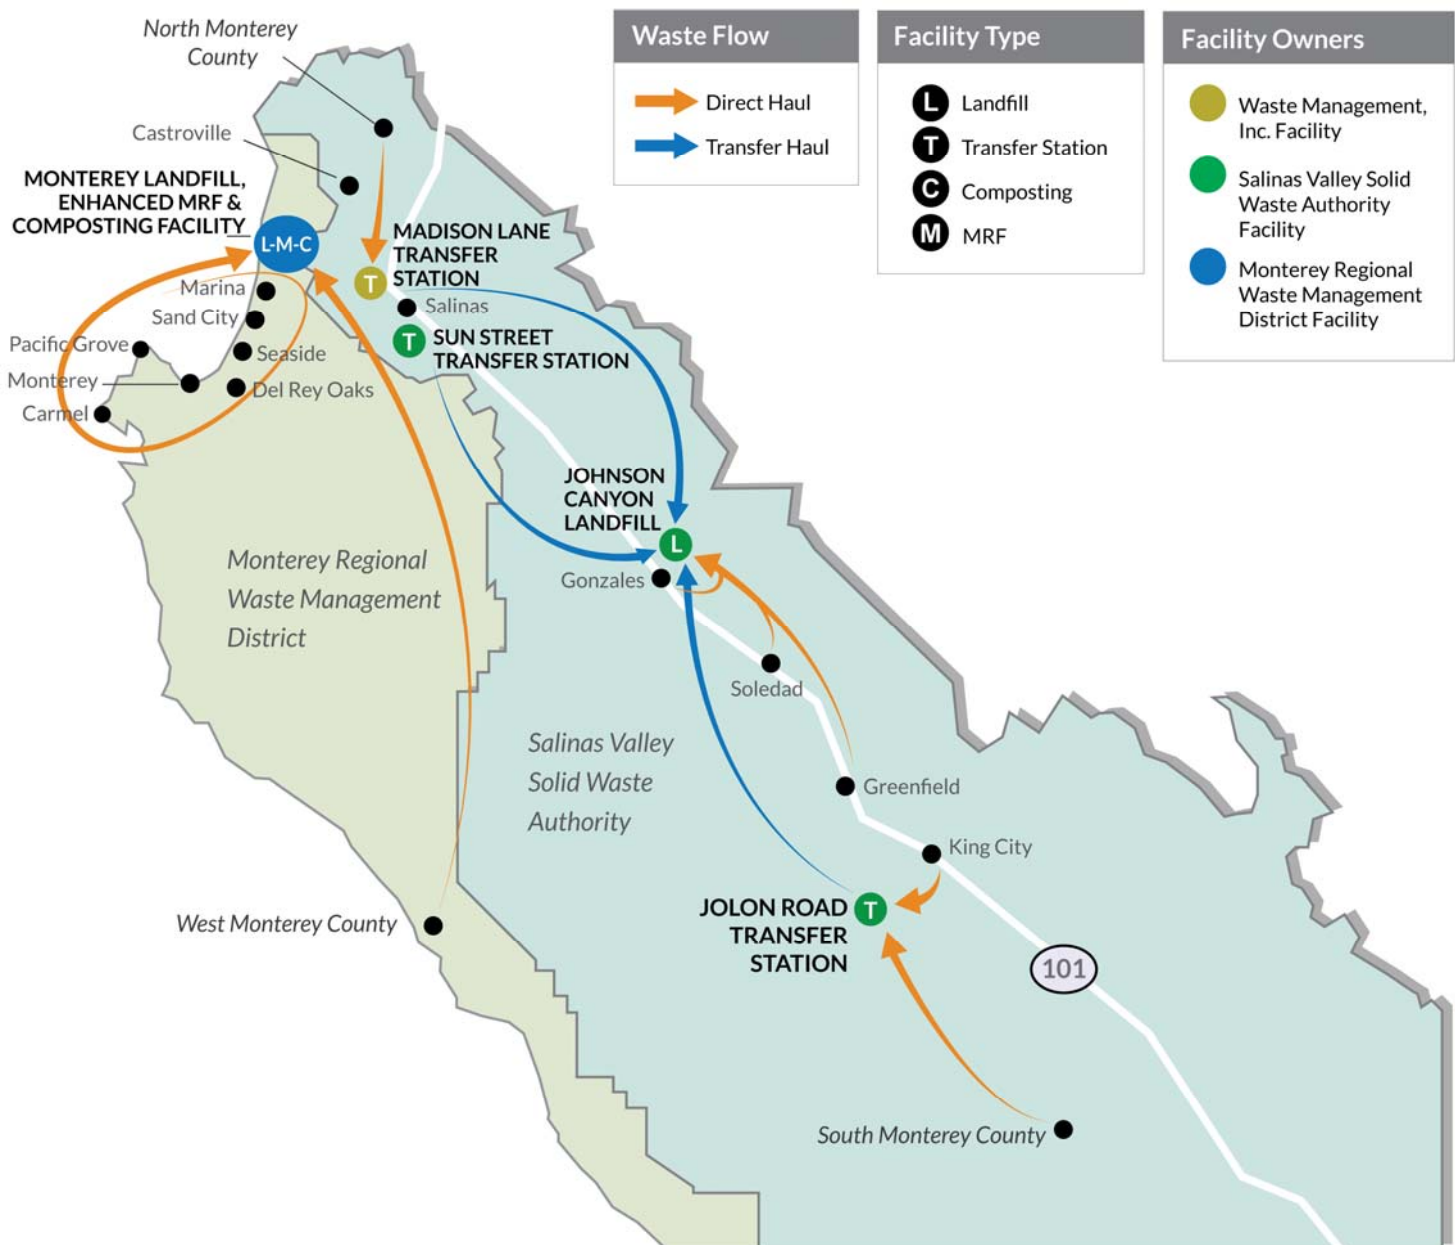 North Monterey
County
Castroville
MONTEREY LANDFILL,
ENHANCED MRF &
COMPOSTING FACILITY
L-M-C
MADISON LANE
TRANSFER
STATION
T
Marina
Salinas
Sand City
T
SUN STREET
TRANSFER STATION
Pacific Grove
Seaside
Monterey
Del Rey Oaks
Carmel
JOHNSON
CANYON
LANDFILL
L
Gonzales
Monterey Regional
Waste Management
District
Soledad
Salinas Valley
Solid Waste
Authority
Greenfield
King City
West Monterey County
JOLON ROAD
TRANSFER
STATION
T
101
South Monterey County
Waste Flow
Direct Haul
Transfer Haul
Facility Type
L Landfill
T Transfer Station
C Composting
M MRF
Facility Owners
Waste Management,
Inc. Facility
Salinas Valley Solid
Waste Authority
Facility
Monterey Regional
Waste Management
District Facility